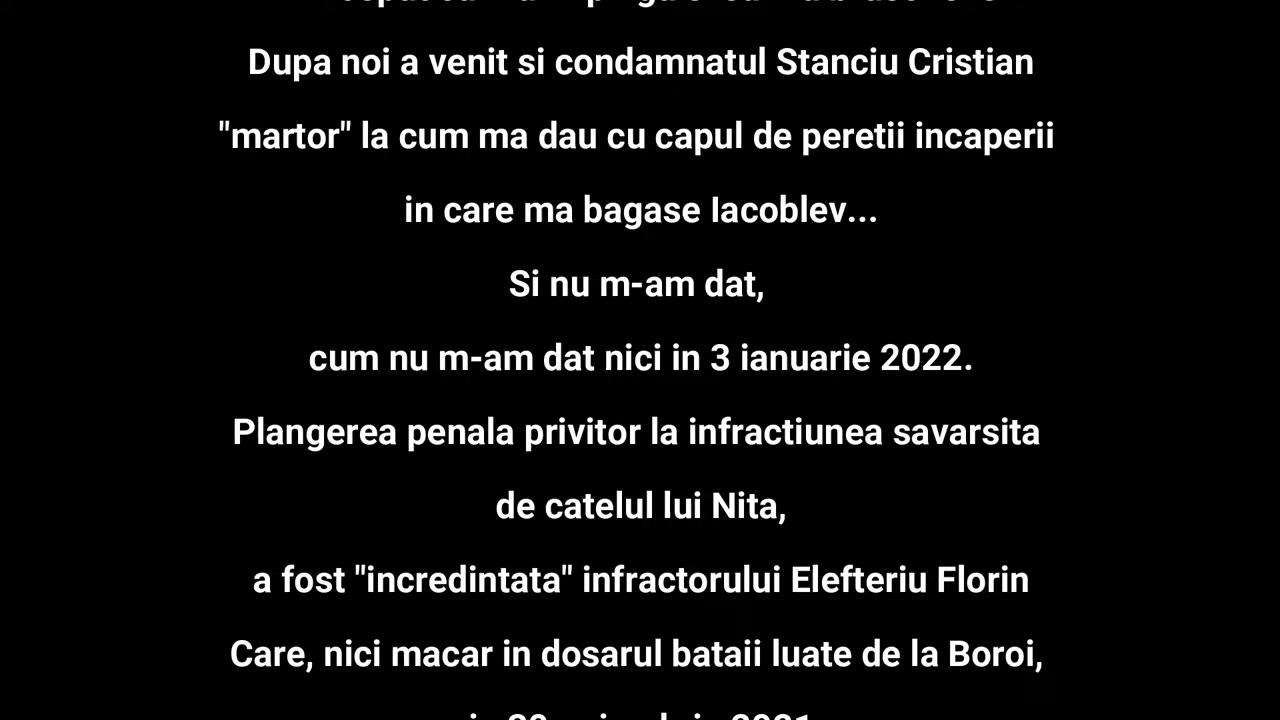 Dupa noi a venit si condamnatul Stanciu Cristian
"martor" la cum ma dau cu capul de peretii incaperii
in care ma bagase Iacoblev...
Si nu m-am dat,
cum nu m-am dat nici in 3 ianuarie 2022.
Plangerea penala privitor la infractiunea savarsita
de catelul lui Nita,
a fost "incredintata" infractorului Elefteriu Florin
Care, nici macar in dosarul bataii luate de la Boroi,